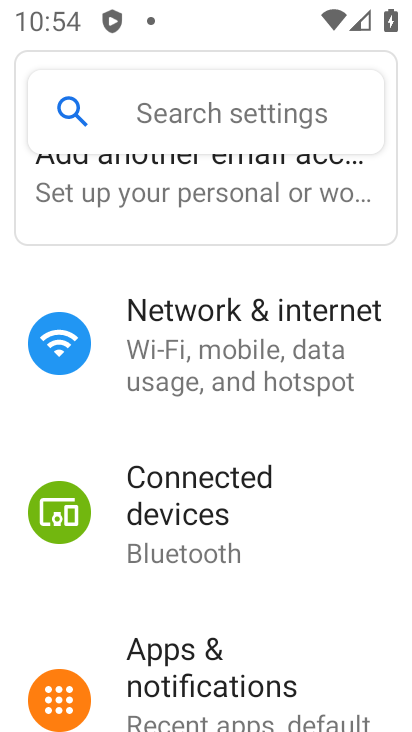 10:54
Search settings
Add another email acc...
Set up your personal or wo...
Network & internet
Wi-Fi, mobile, data
usage, and hotspot
Connected
devices
Bluetooth
Apps &
notifications
Recent apps, default